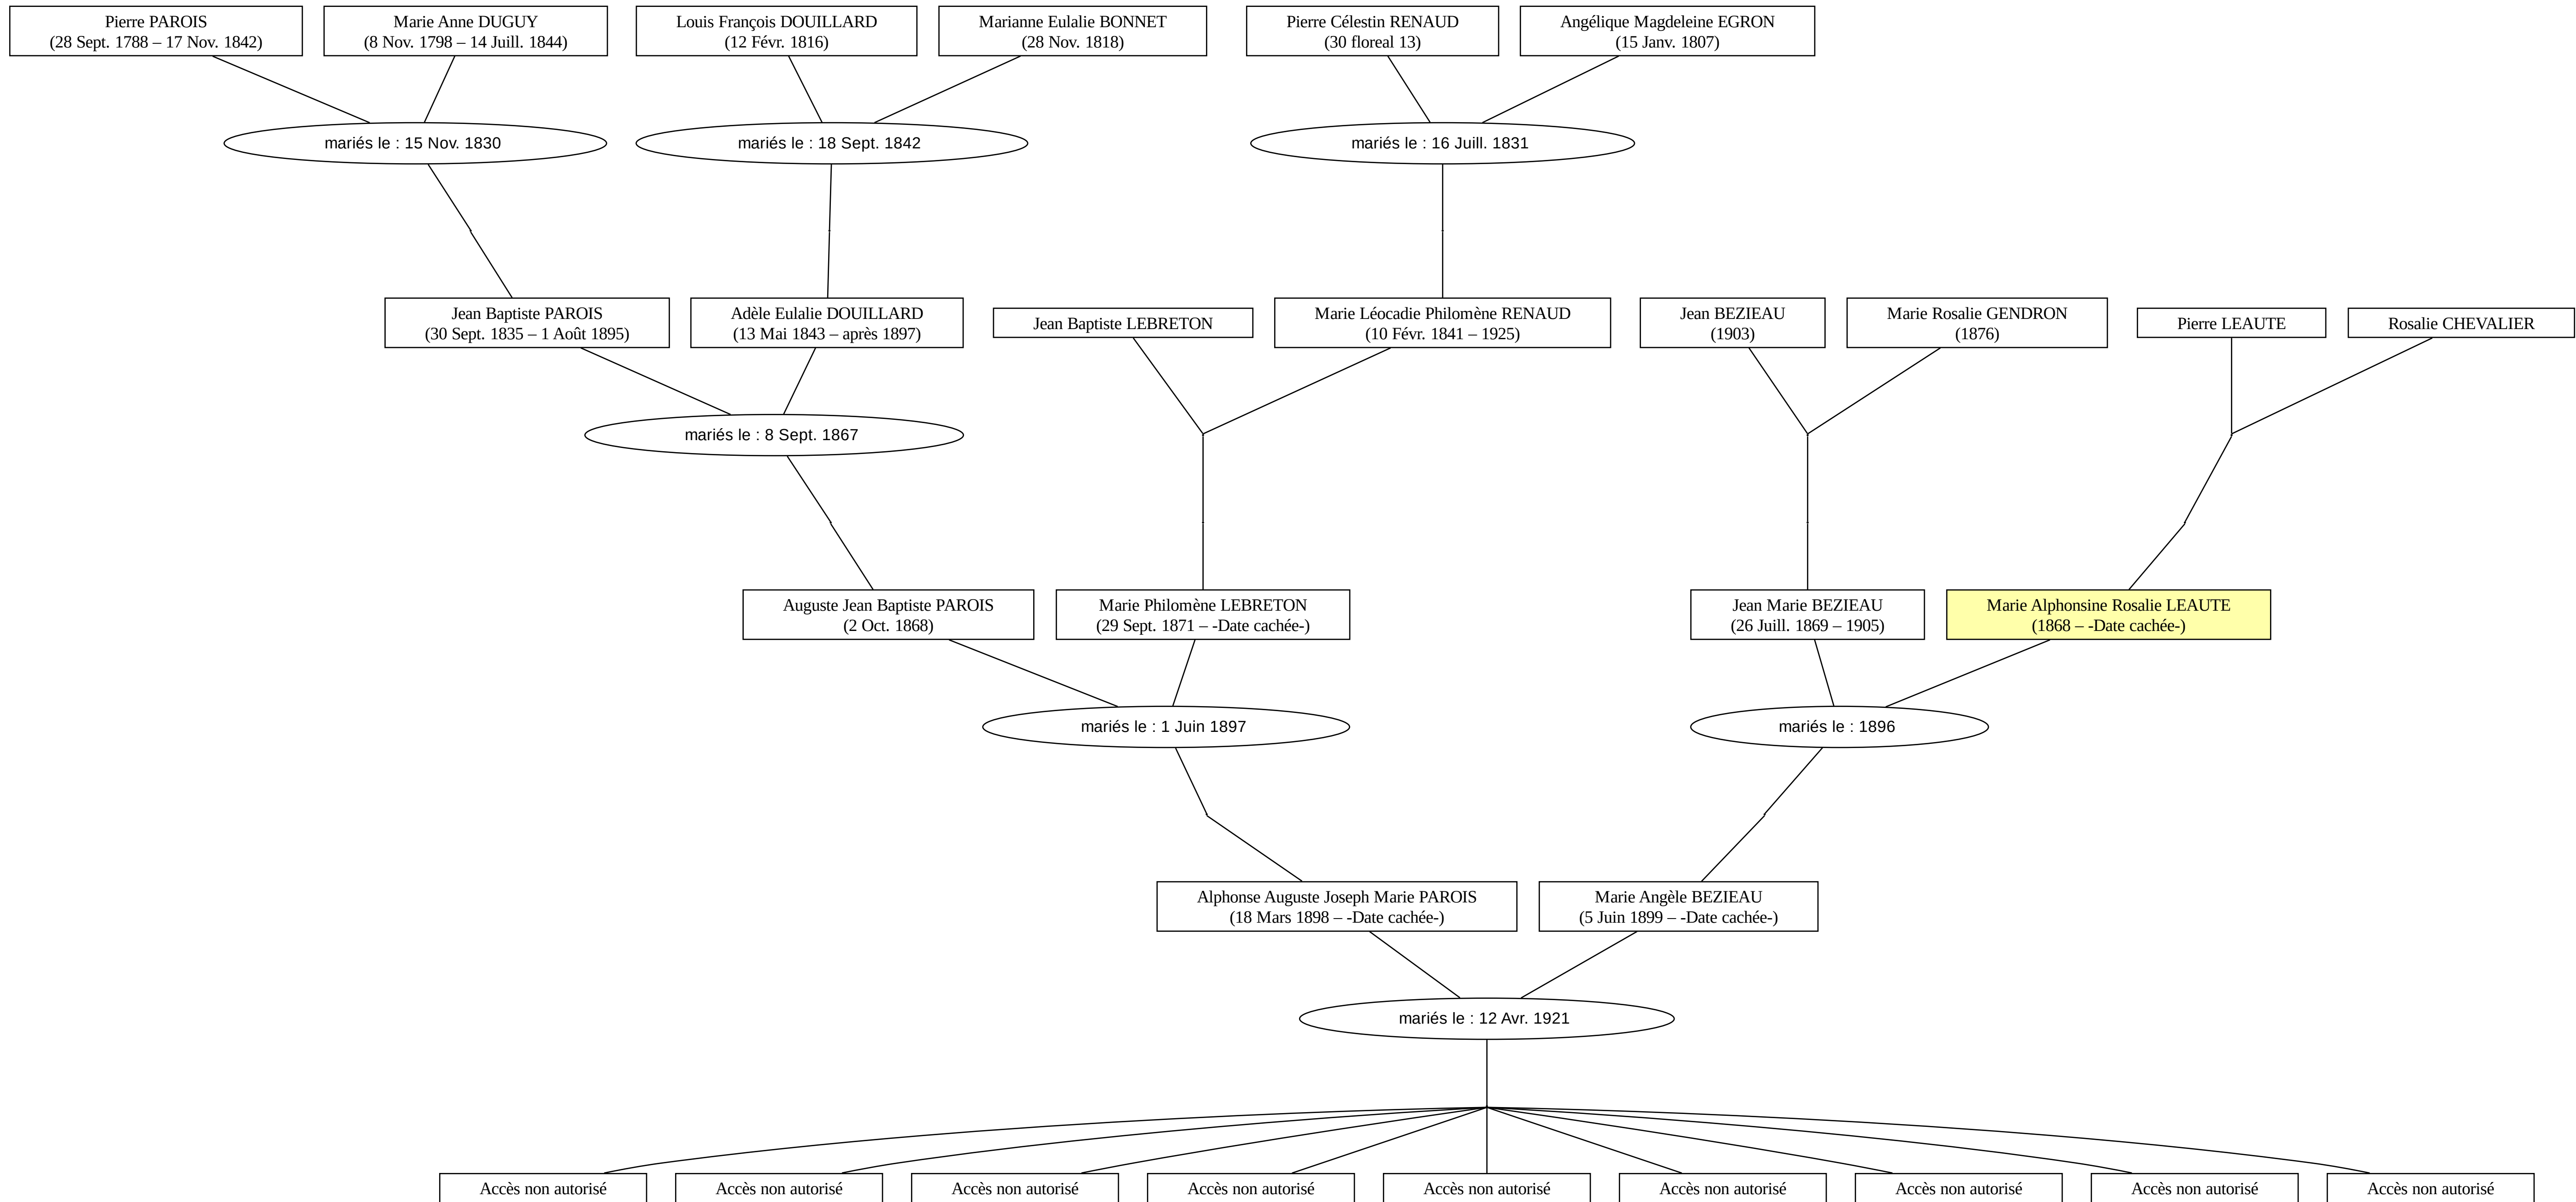 Pierre PAROIS
(28 Sept. 1788 – 17 Nov. 1842)
Marie Anne DUGUY
(8 Nov. 1798 – 14 Juill. 1844)
Louis François DOUILLARD
(12 Févr. 1816)
Marianne Eulalie BONNET
(28 Nov. 1818)
Pierre Célestin RENAUD
(30 floreal 13)
Angélique Magdeleine EGRON
(15 Janv. 1807)
mariés le : 15 Nov. 1830
mariés le : 18 Sept. 1842
mariés le : 16 Juill. 1831
Jean Baptiste PAROIS
(30 Sept. 1835 – 1 Août 1895)
Adèle Eulalie DOUILLARD
(13 Mai 1843 – après 1897)
Jean Baptiste LEBRETON
Marie Léocadie Philomène RENAUD
(10 Févr. 1841 – 1925)
Jean BEZIEAU
(1903)
Marie Rosalie GENDRON
(1876)
Pierre LEAUTE
Rosalie CHEVALIER
mariés le : 8 Sept. 1867
Auguste Jean Baptiste PAROIS
(2 Oct. 1868)
Marie Philomène LEBRETON
(29 Sept. 1871 – -Date cachée-)
Jean Marie BEZIEAU
(26 Juill. 1869 – 1905)
Marie Alphonsine Rosalie LEAUTE
(1868 – -Date cachée-)
mariés le : 1 Juin 1897
mariés le : 1896
Alphonse Auguste Joseph Marie PAROIS
(18 Mars 1898 – -Date cachée-)
Marie Angèle BEZIEAU
(5 Juin 1899 – -Date cachée-)
mariés le : 12 Avr. 1921
Accès non autorisé
Accès non autorisé
Accès non autorisé
Accès non autorisé
Accès non autorisé
Accès non autorisé
Accès non autorisé
Accès non autorisé
Accès non autorisé